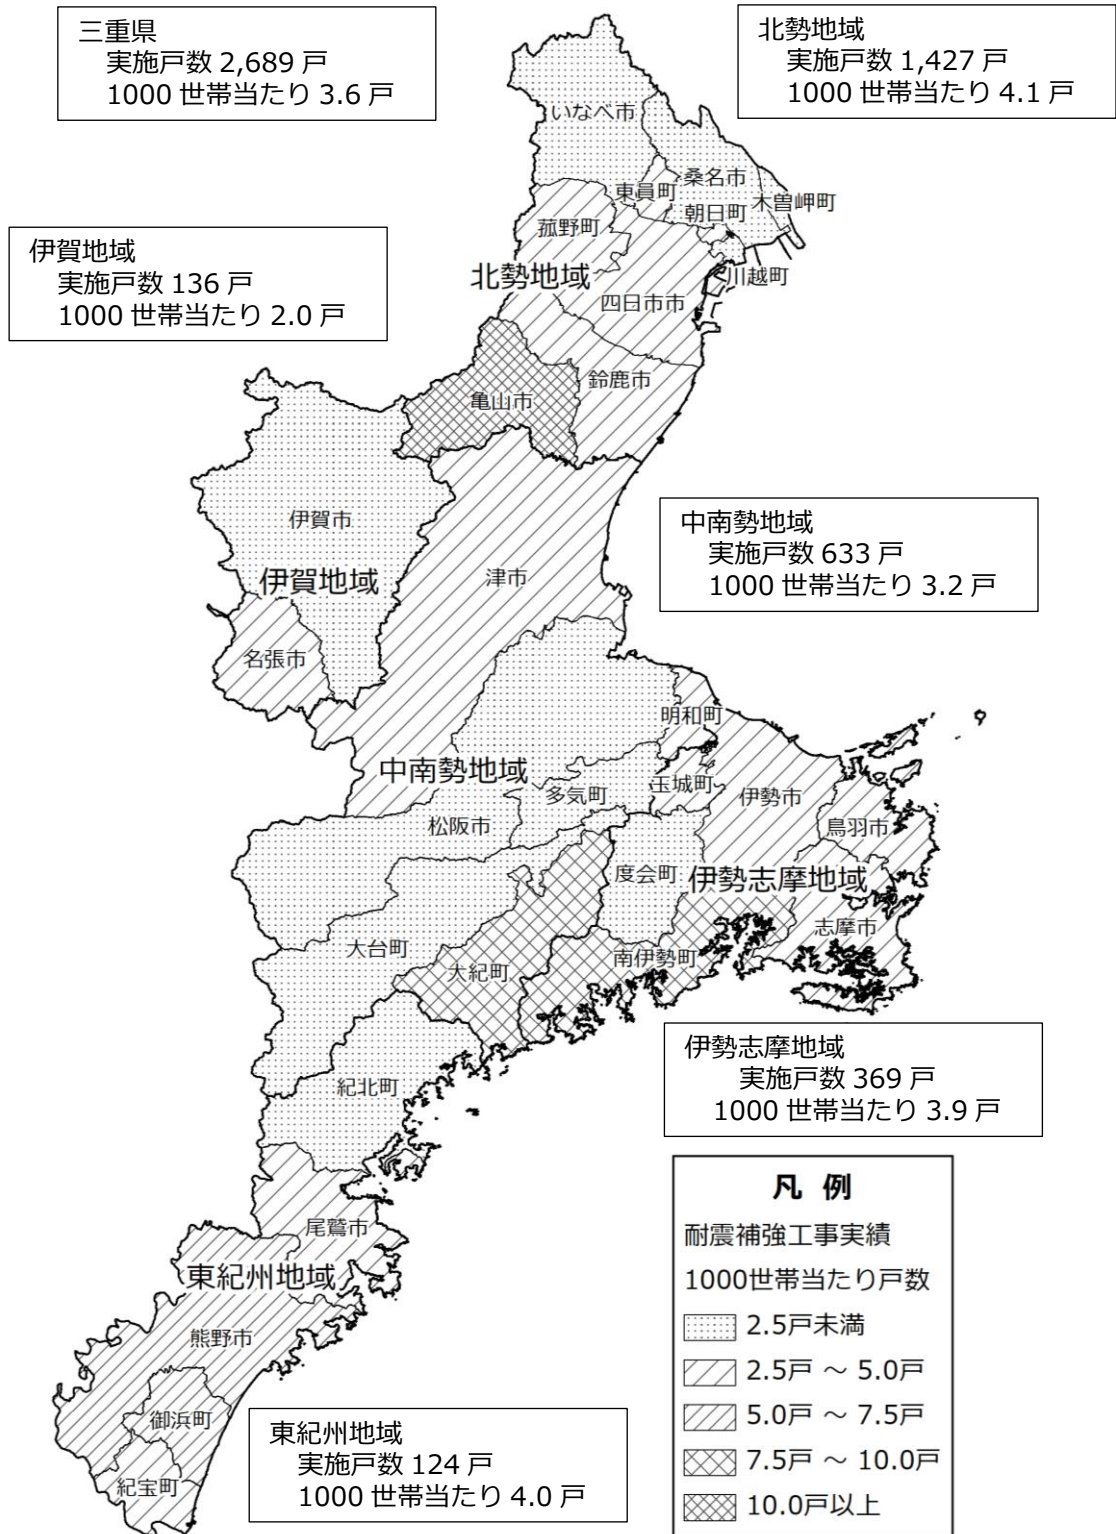 三重県
実施戸数 2,689 戸
1000 世帯当たり 3.6 戸
北勢地域
実施戸数 1,427 戸
1000 世帯当たり 4.1 戸
いなべ市
桑名市
東員町
木曽岬町
朝日町
菰野町
川越町
北勢地域
四日市市
伊賀地域
実施戸数 136 戸
1000 世帯当たり 2.0 戸
鈴鹿市
亀山市
中南勢地域
実施戸数 633 戸
1000 世帯当たり 3.2 戸
伊賀市
伊賀地域
津市
名張市
明和町
中南勢地域
玉城町
多気町
伊勢市
松阪市
鳥羽市
度会町
伊勢志摩地域
志摩市
大台町
南伊勢町
大紀町
伊勢志摩地域
実施戸数 369 戸
1000 世帯当たり 3.9 戸
紀北町
尾鷲市
東紀州地域
熊野市
御浜町
紀宝町
東紀州地域
実施戸数 124 戸
1000 世帯当たり 4.0 戸
凡 例
耐震補強工事実績
1000世帯当たり戸数
2.5戸未満
2.5戸 ～ 5.0戸
5.0戸 ～ 7.5戸
7.5戸 ～ 10.0戸
10.0戸以上